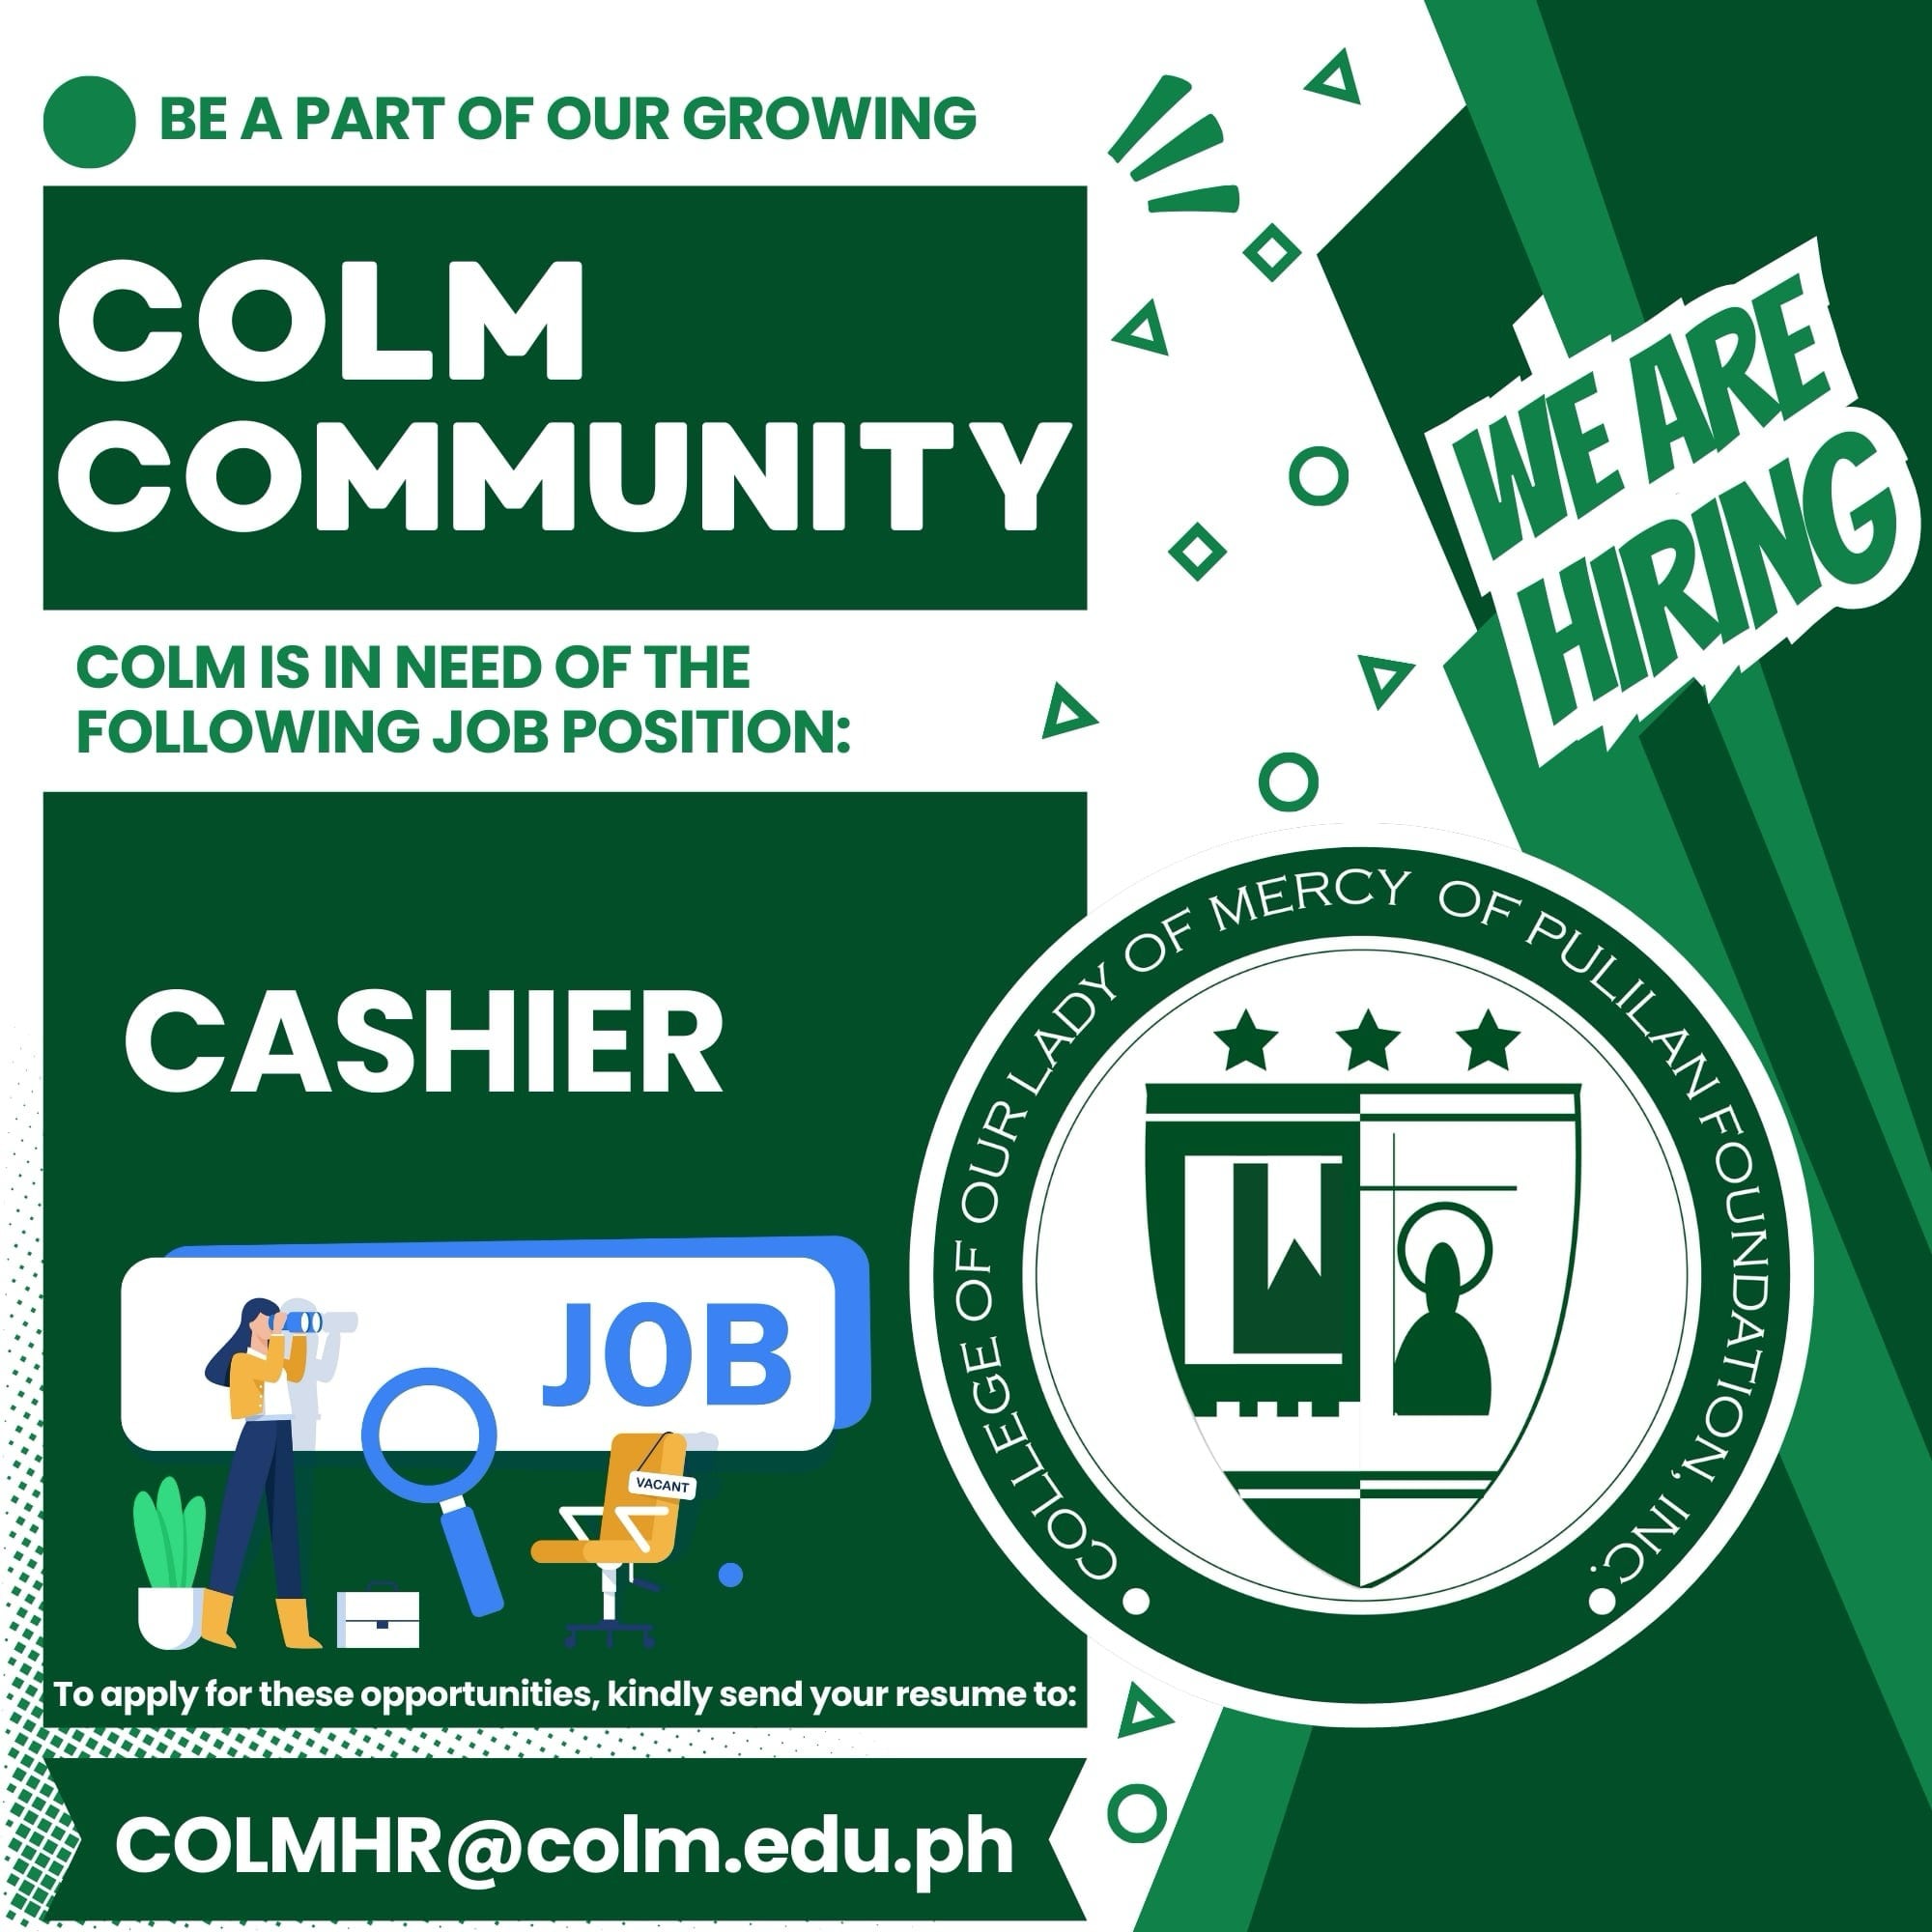 BE A PART OF OUR GROWING
COLM
COMMUNITY
WE ARE
HIRING
COLM IS IN NEED OF THE
FOLLOWING JOB POSITION:
CASHIER
COLLEGE OF OUR LADY OF MERCY OF PULILAN FOUNDATION, INC.
JOB
VACANT
To apply for these opportunities, kindly send your resume to:
COLMHR@colm.edu.ph